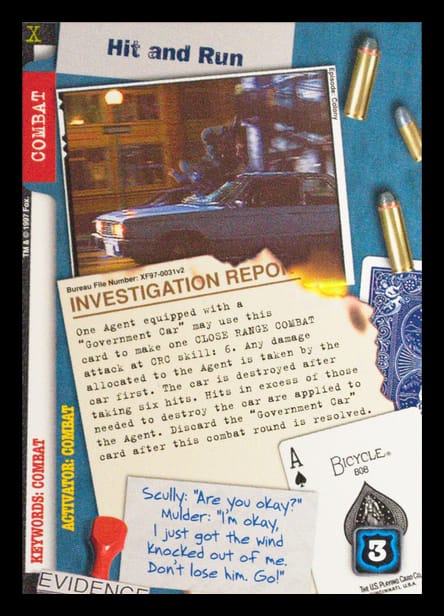 X
Hit and Run
COMBAT
Episode: Colony
TM & © 1997 Fox.
Bureau File Number: XF97-0031v2
INVESTIGATION REPOR
One Agent equipped with a
"Government Car" may use this
card to make one CLOSE RANGE COMBAT
attack at CRC skill: 6. Any damage
allocated to the Agent is taken by the
car first. The car is destroyed after
taking six hits. Hits in excess of those
needed to destroy the car are applied to
the Agent. Discard the "Government Car"
card after this combat round is resolved.
KEYWORDS: COMBAT
ACTIVATOR: COMBAT
Scully: "Are you okay?"
Mulder: "I'm okay,
I just got the wind
knocked out of me.
Don't lose him. Go!"
A
BICYCLE®
808
3
THE U.S. PLAYING CARD CO.
CINCINNATI, U.S.A.
EVIDENCE